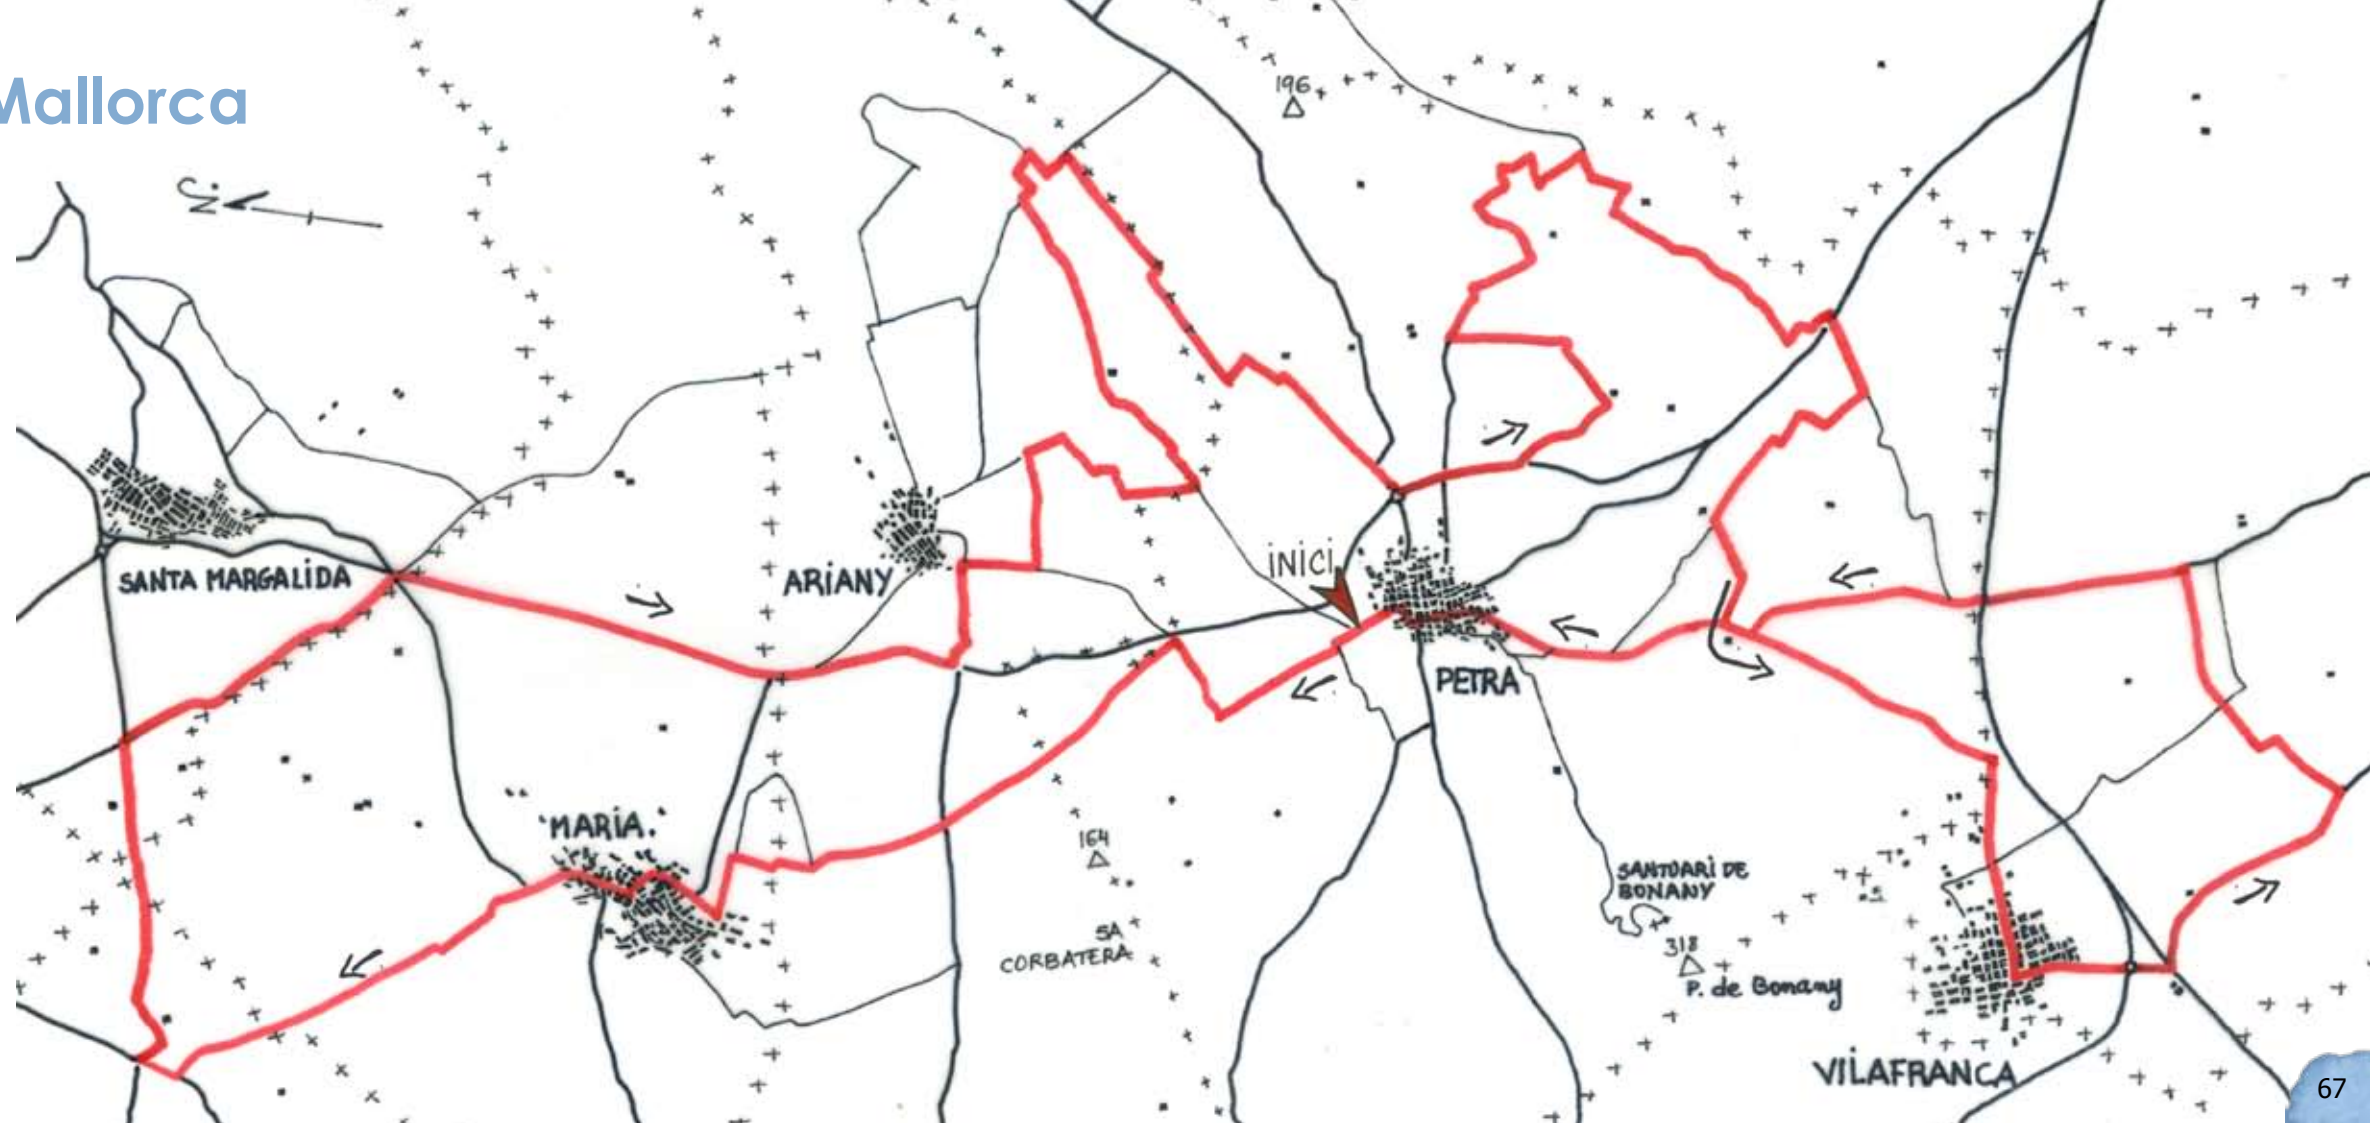 Mallorca
196
N.
SANTA MARGALIDA
ARIANY
INICI
PETRA
MARIA.
164
SA
CORBATERA
SANTUARI DE
BONANY
318
P. de Bonany
VILAFRANCA
67